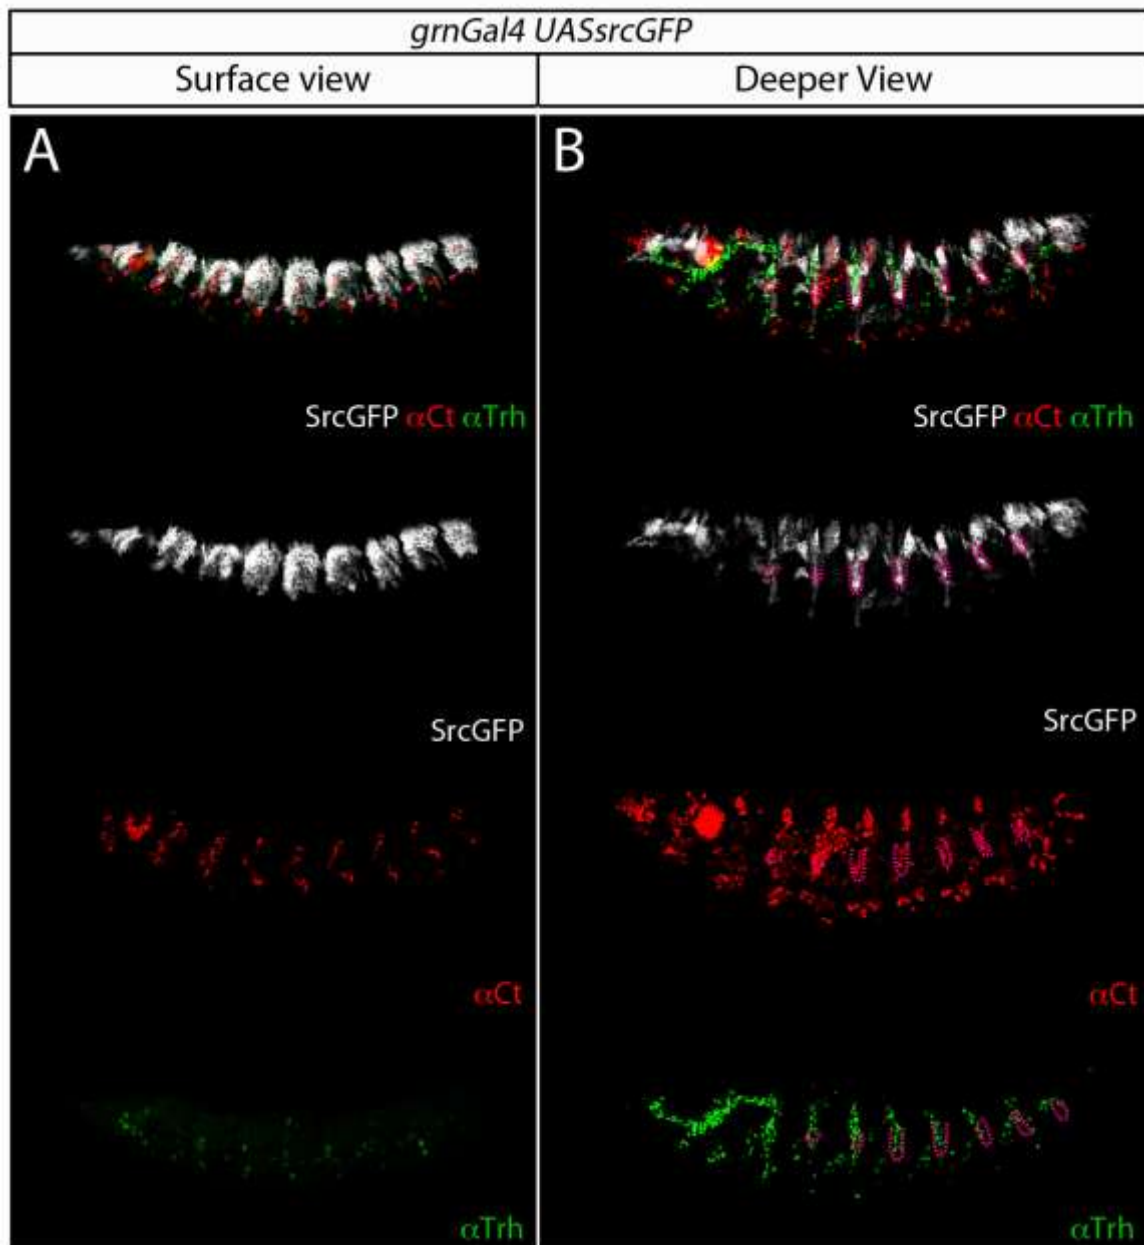 grnGal4 UASsrcGFP
Surface view
Deeper View
A
B
SrcGFP αCt αTrh
SrcGFP αCt αTrh
SrcGFP
SrcGFP
αCt
αCt
αTrh
αTrh